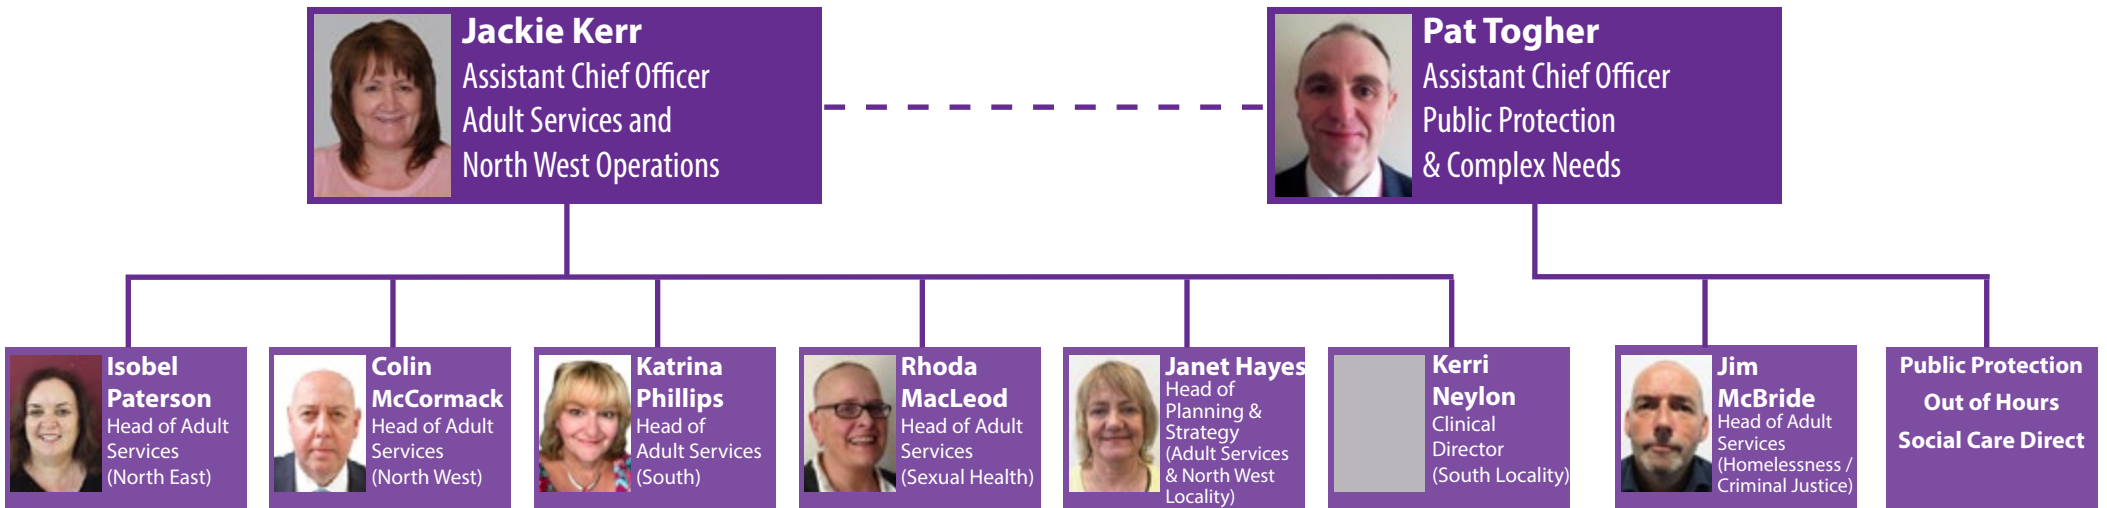 Jackie Kerr
Assistant Chief Officer
Adult Services and
North West Operations
Pat Togher
Assistant Chief Officer
Public Protection
& Complex Needs
Isobel
Paterson
Head of Adult
Services
(North East)
Colin
McCormack
Head of Adult
Services
(North West)
Katrina
Phillips
Head of
Adult Services
(South)
Rhoda
MacLeod
Head of Adult
Services
(Sexual Health)
Janet Hayes
Head of
Planning &
Strategy
(Adult Services
& North West
Locality)
Kerri
Neylon
Clinical
Director
(South Locality)
Jim
McBride
Head of Adult
Services
(Homelessness /
Criminal Justice)
Public Protection
Out of Hours
Social Care Direct